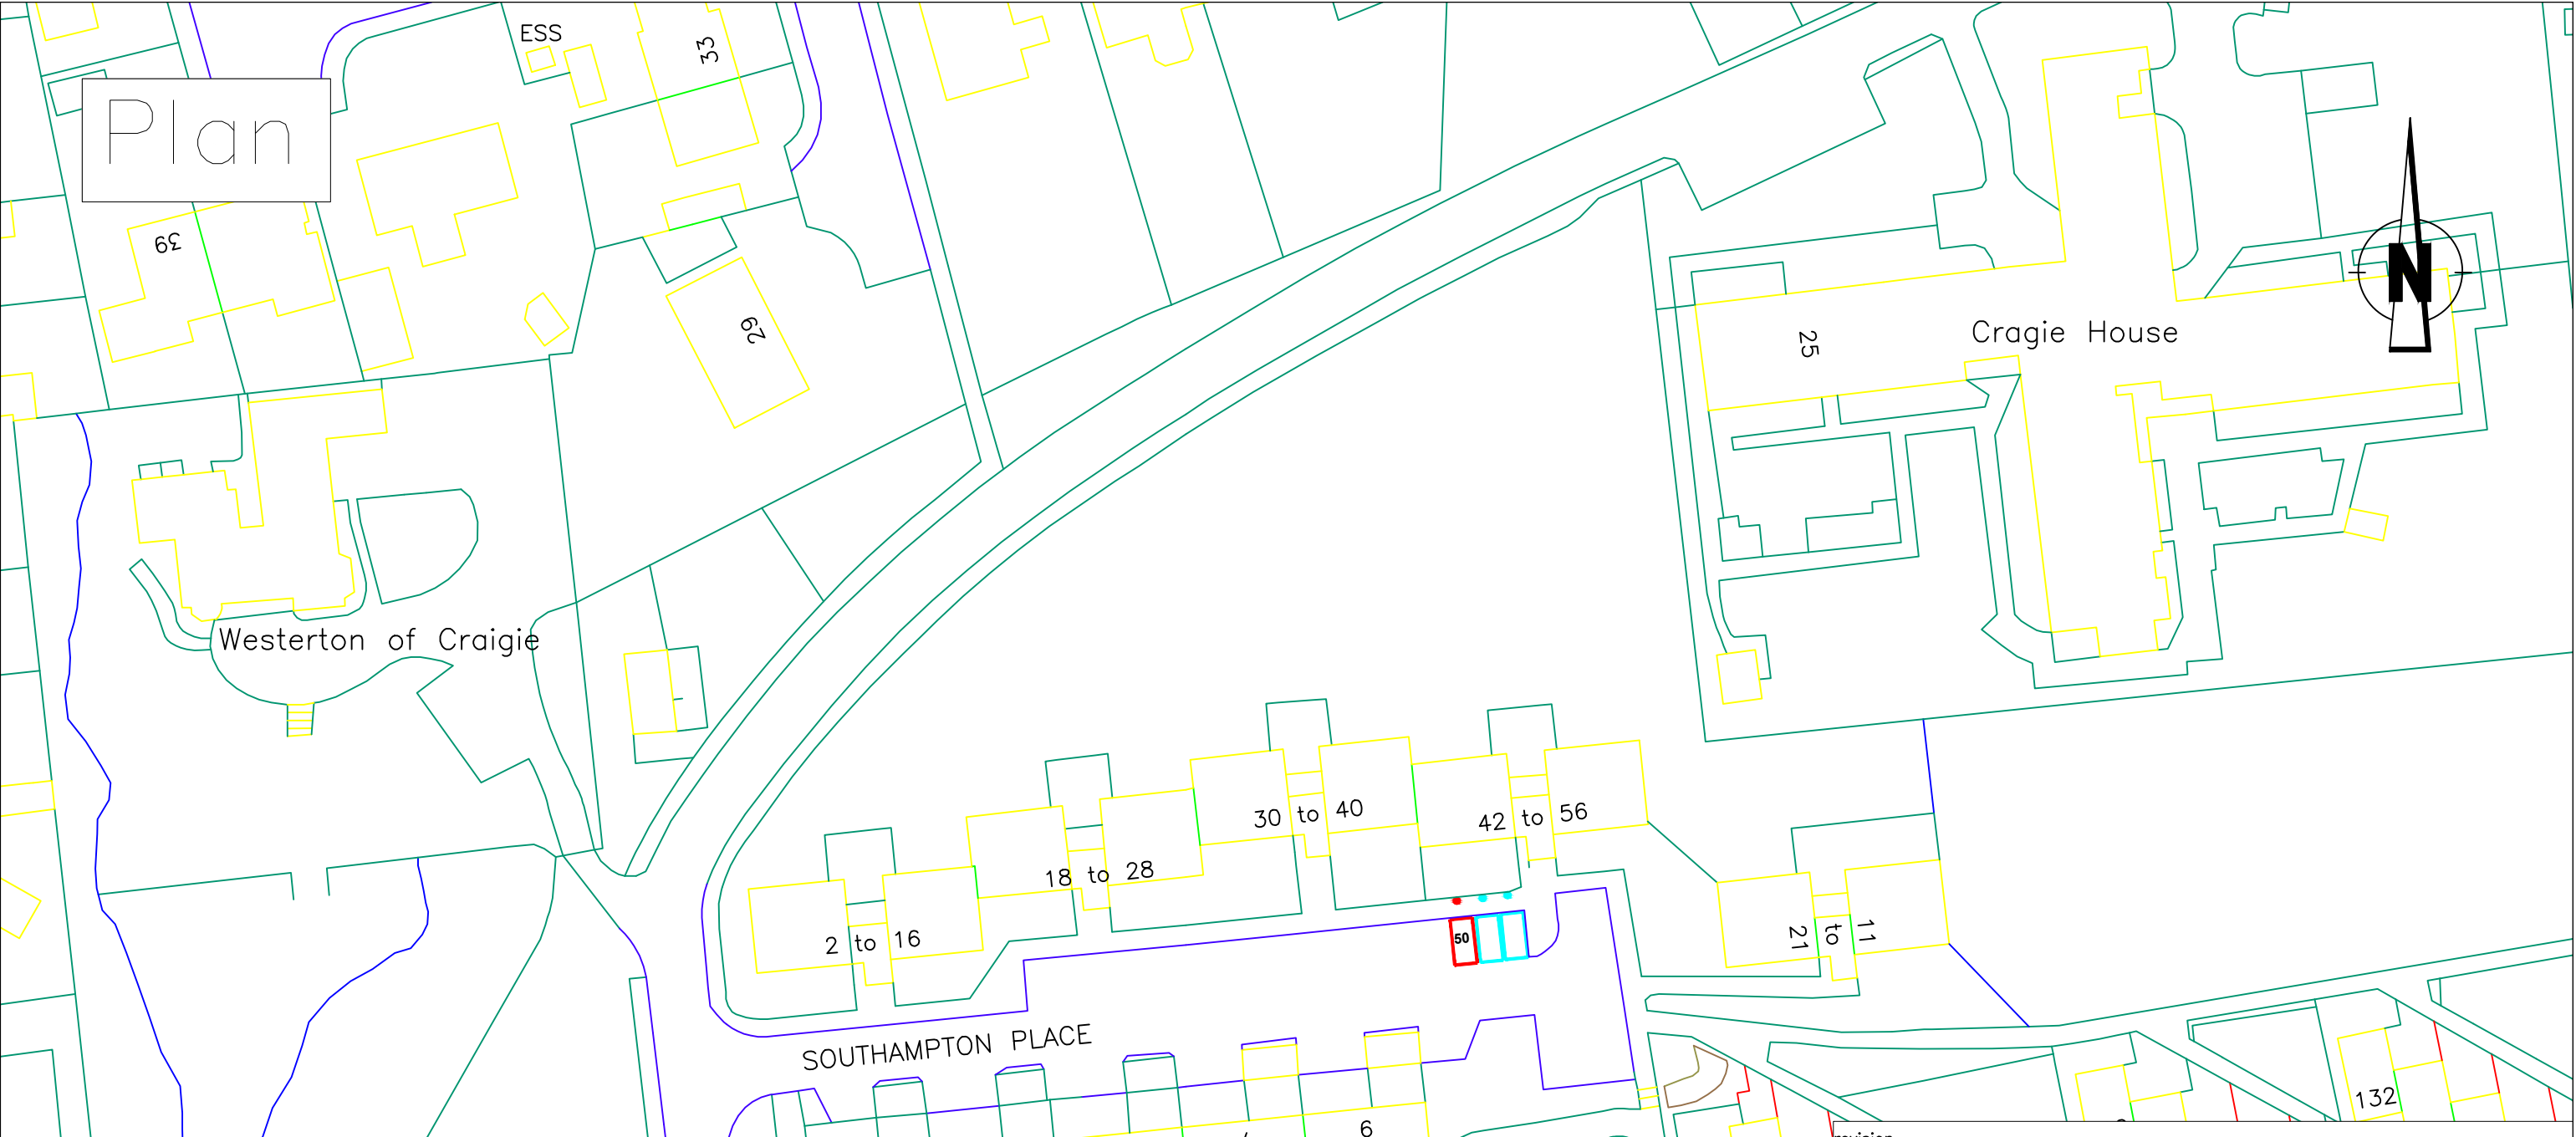 ESS
33
Plan
39
29
25
Cragie House
N
Westerton of Craigie
30 to 40
42 to 56
18 to 28
2 to 16
50
21 to 11
SOUTHAMPTON PLACE
132
6